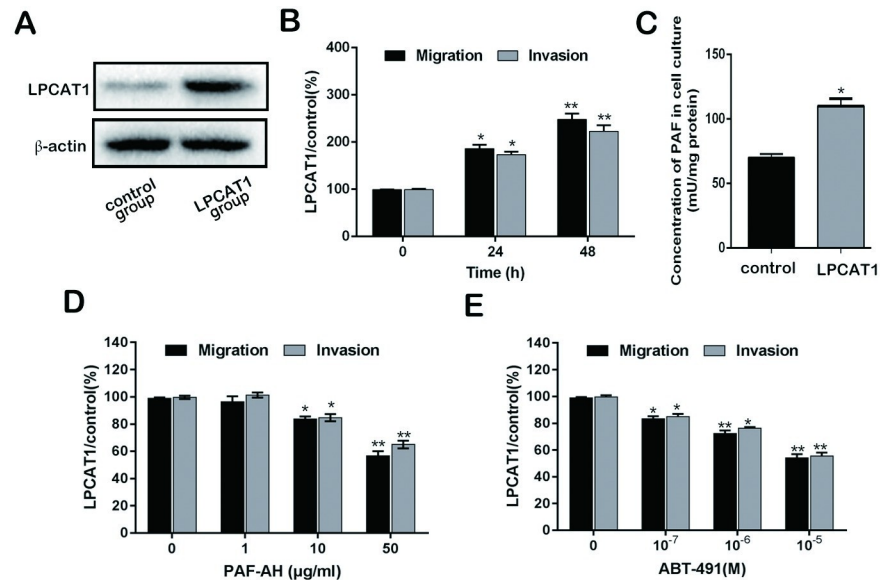 A
LPCAT1
β-actin
control
group
LPCAT1
group
B
LPCAT1/control(%)
400
300
200
100
0
Migration
Invasion
*
*
**
**
0
24
48
Time (h)
C
Concentration of PAF in cell culture
(mU/mg protein)
150
100
50
0
*
control
LPCAT1
D
LPCAT1/control(%)
140
120
100
80
60
40
20
0
Migration
Invasion
*
*
**
**
0
1
10
50
PAF-AH (µg/ml)
E
LPCAT1/control(%)
140
120
100
80
60
40
20
0
Migration
Invasion
*
*
**
*
**
**
0
10-7
10-6
10-5
ABT-491(M)